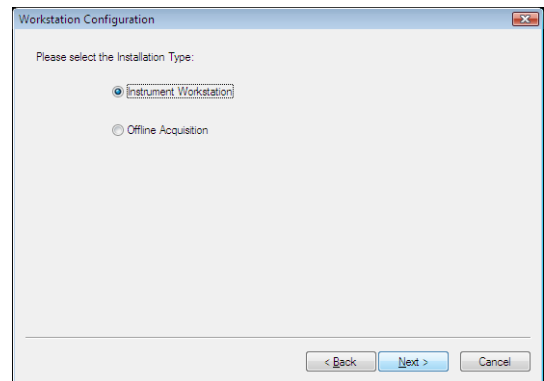 Workstation Configuration
Please select the Installation Type:
Instrument Workstation
Offline Acquisition
< Back
Next >
Cancel